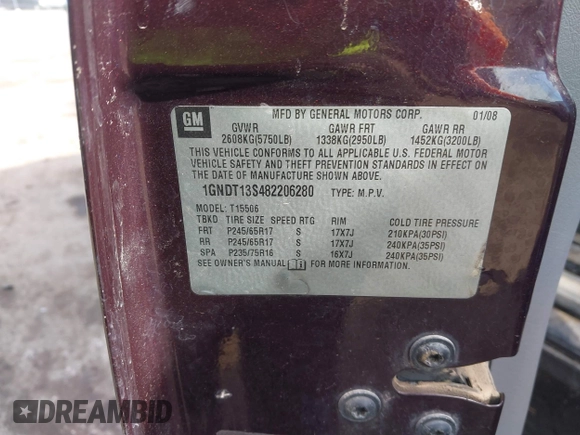 GM
MFD BY GENERAL MOTORS CORP. 01/08
GVWR GAWR FRT GAWR RR
2608KG(5750LB) 1338KG(2950LB) 1452KG(3200LB)
THIS VEHICLE CONFORMS TO ALL APPLICABLE U.S. FEDERAL MOTOR
VEHICLE SAFETY AND THEFT PREVENTION STANDARDS IN EFFECT ON
THE DATE OF MANUFACTURE SHOWN ABOVE.
1GNDT13S482206280 TYPE: M.P.V.
MODEL: T15506
TBKD TIRE SIZE SPEED RTG RIM COLD TIRE PRESSURE
FRT P245/65R17 S 17X7J 210KPA(30PSI)
RR P245/65R17 S 17X7J 240KPA(35PSI)
SPA P235/75R16 S 16X7J 240KPA(35PSI)
SEE OWNER'S MANUAL FOR MORE INFORMATION.
DREAMBID